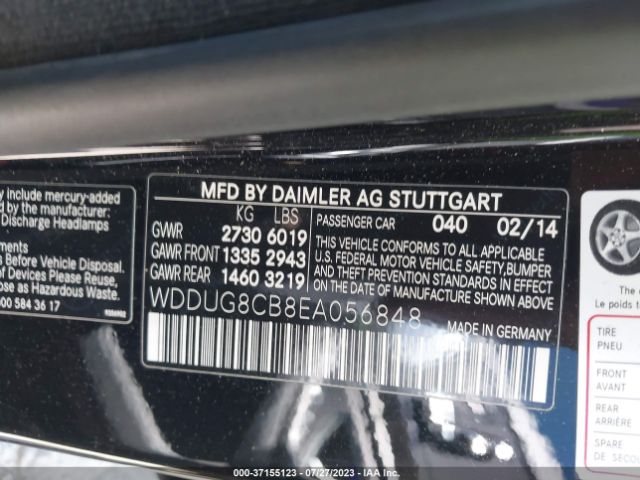 y include mercury-added
d by the manufacturer:
Discharge Headlamps
ements
e Before Vehicle Disposal.
of Devices Please Reuse,
ose as Hazardous Waste.
00 584 36 17
MFD BY DAIMLER AG STUTTGART
KG LBS
GVWR 2730 6019
GAWR FRONT 1335 2943
GAWR REAR 1460 3219
PASSENGER CAR 040 02/14
THIS VEHICLE CONFORMS TO ALL APPLICABLE
U.S. FEDERAL MOTOR VEHICLE SAFETY, BUMPER
AND THEFT PREVENTION STANDARDS IN EFFECT
ON THE DATE OF MANUFACTURE SHOWN ABOVE.
WDDUG8CB8EA056848 MADE IN GERMANY
The c
Le poids t
TIRE
PNEU
FRONT
AVANT
REAR
ARRIÈRE
SPARE
DE SECOU
000-37155123 - 07/27/2023 - IAA Inc.